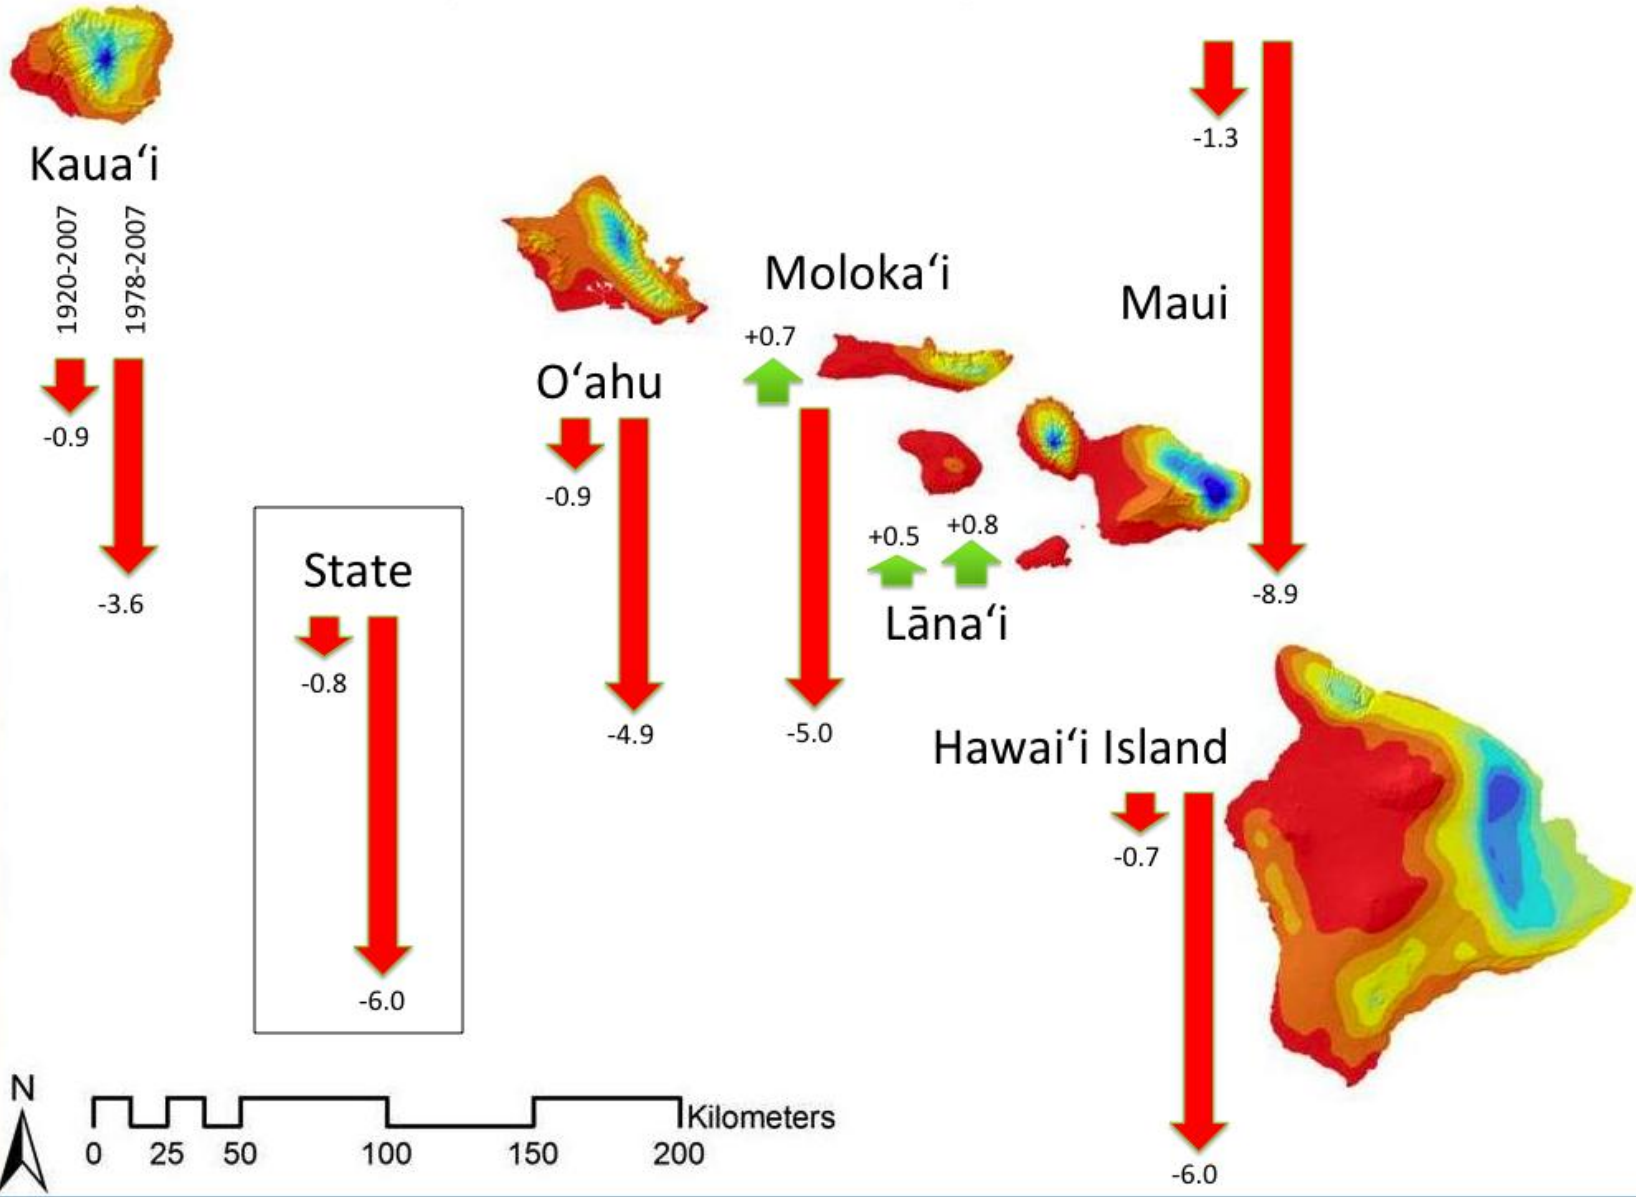 Kauaʻi
1920-2007
1978-2007
-0.9
-3.6
State
-0.8
-6.0
Oʻahu
-0.9
-4.9
Molokaʻi
+0.7
-5.0
+0.5
+0.8
Lānaʻi
Maui
-1.3
-8.9
Hawaiʻi Island
-0.7
-6.0
N
Kilometers
0 25 50 100 150 200